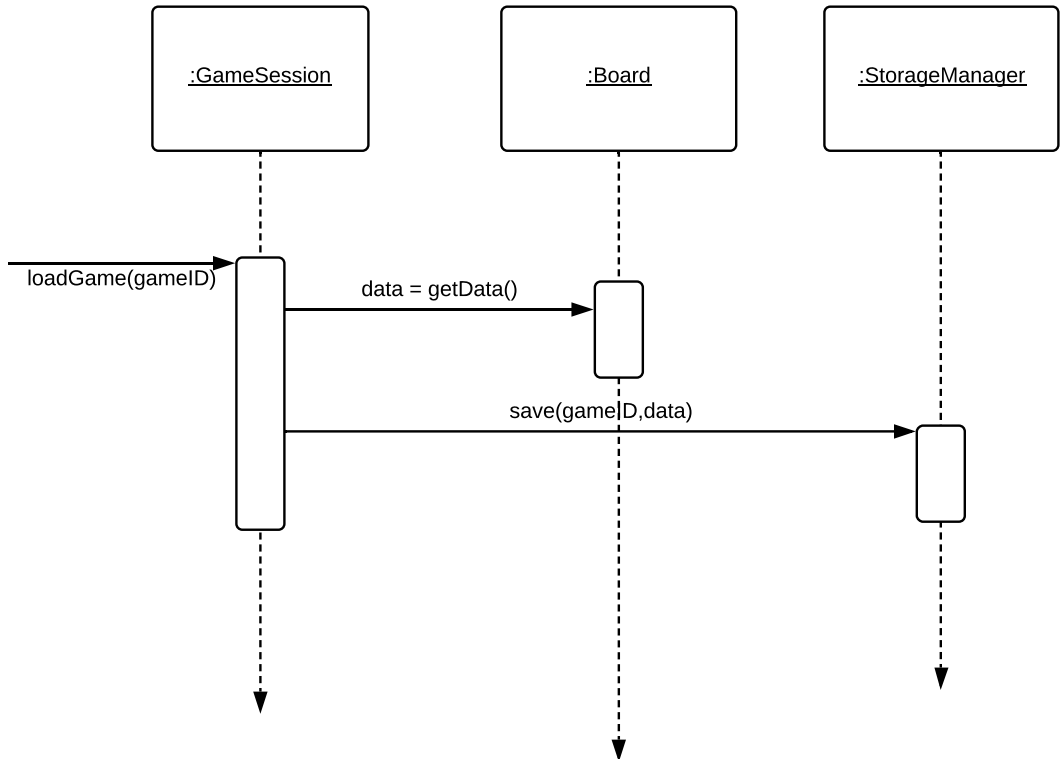 :GameSession
:Board
:StorageManager
loadGame(gameID)
data = getData()
save(gameID,data)